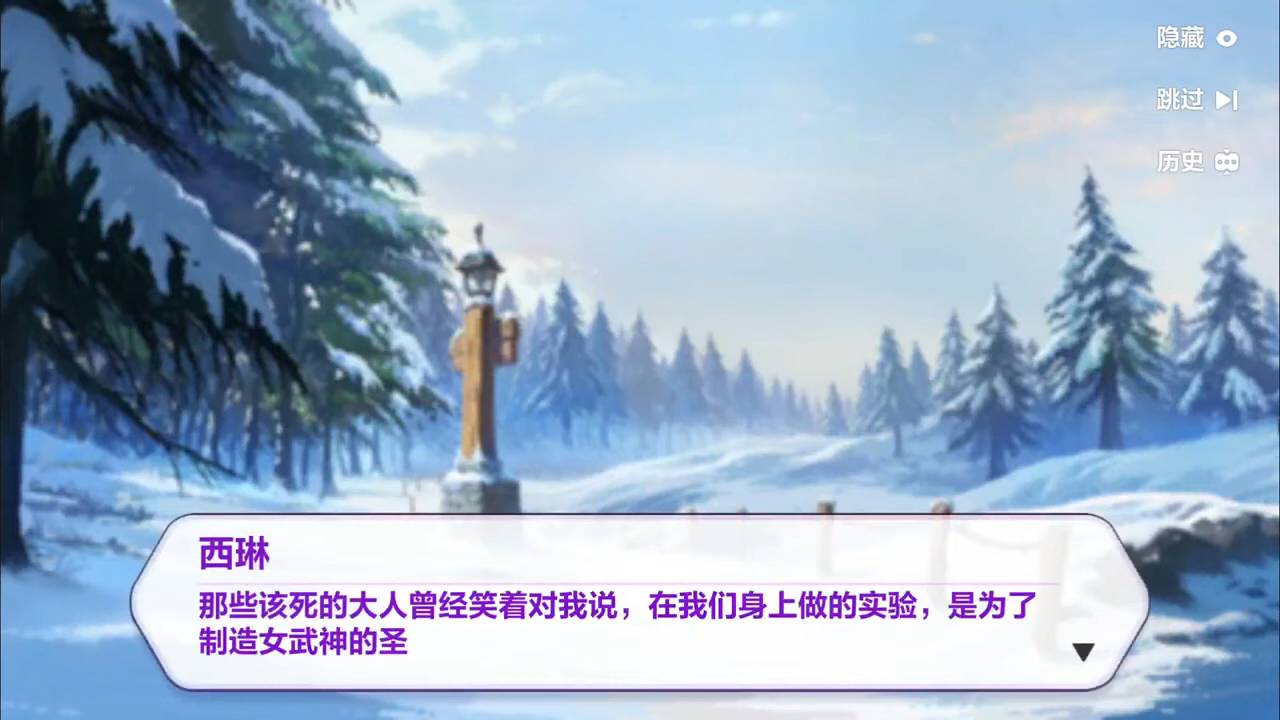 隐藏
跳过
历史
西琳
那些该死的大人曾经笑着对我说，在我们身上做的实验，是为了
制造女武神的圣